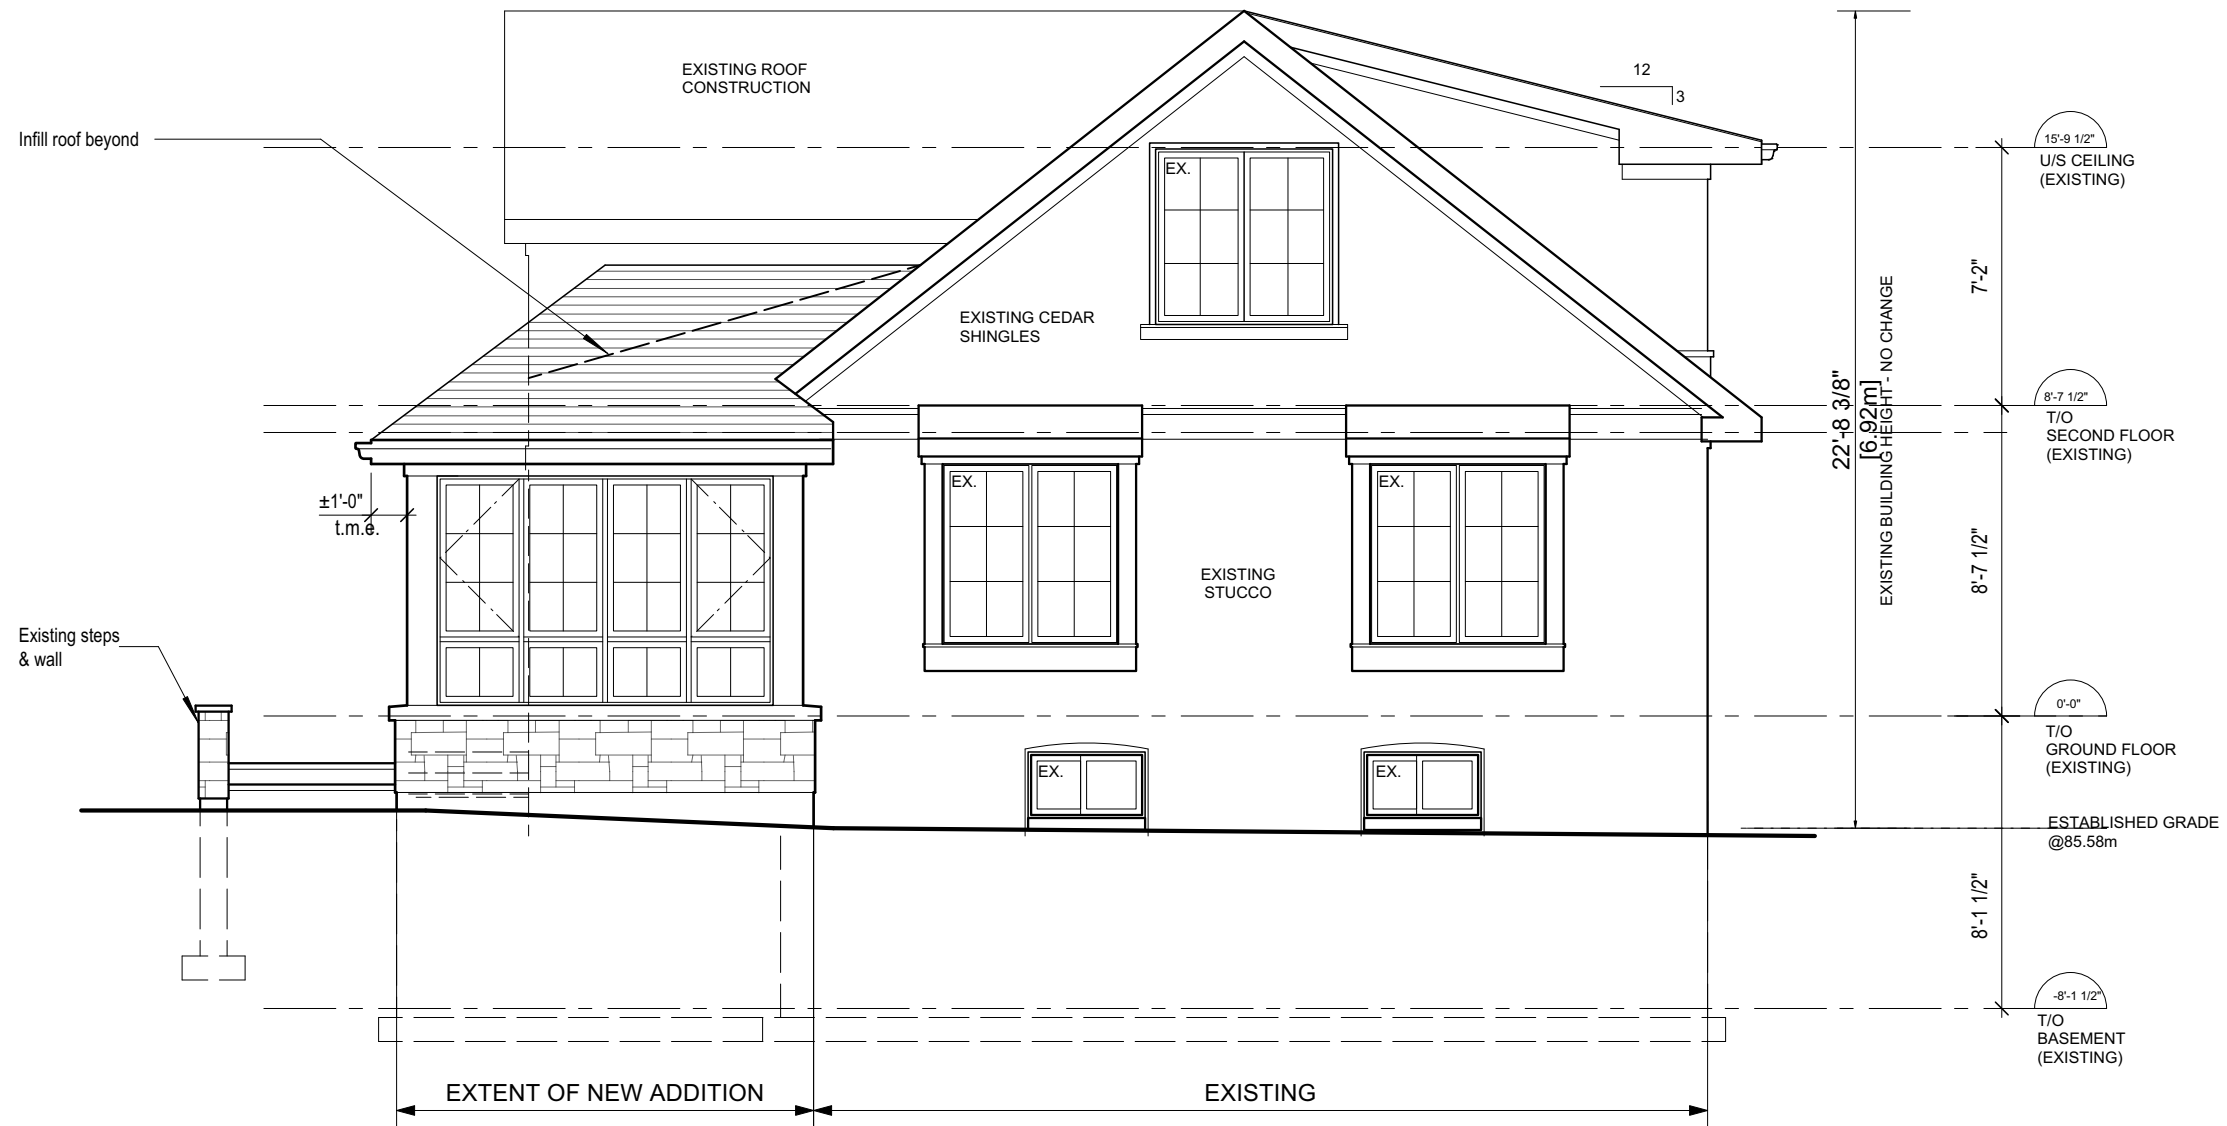 EXISTING ROOF
CONSTRUCTION
12
3
Infill roof beyond
15'-9 1/2"
U/S CEILING
(EXISTING)
EX.
7'-2"
EXISTING CEDAR
SHINGLES
22'-8 3/8"
[6.92m]
EXISTING BUILDING HEIGHT - NO CHANGE
8'-7 1/2"
T/O
SECOND FLOOR
(EXISTING)
±1'-0"
t.m.e.
EX.
EX.
EXISTING
STUCCO
8'-7 1/2"
Existing steps
& wall
0'-0"
T/O
GROUND FLOOR
(EXISTING)
EX.
EX.
ESTABLISHED GRADE
@85.58m
8'-1 1/2"
-8'-1 1/2"
T/O
BASEMENT
(EXISTING)
EXTENT OF NEW ADDITION
EXISTING